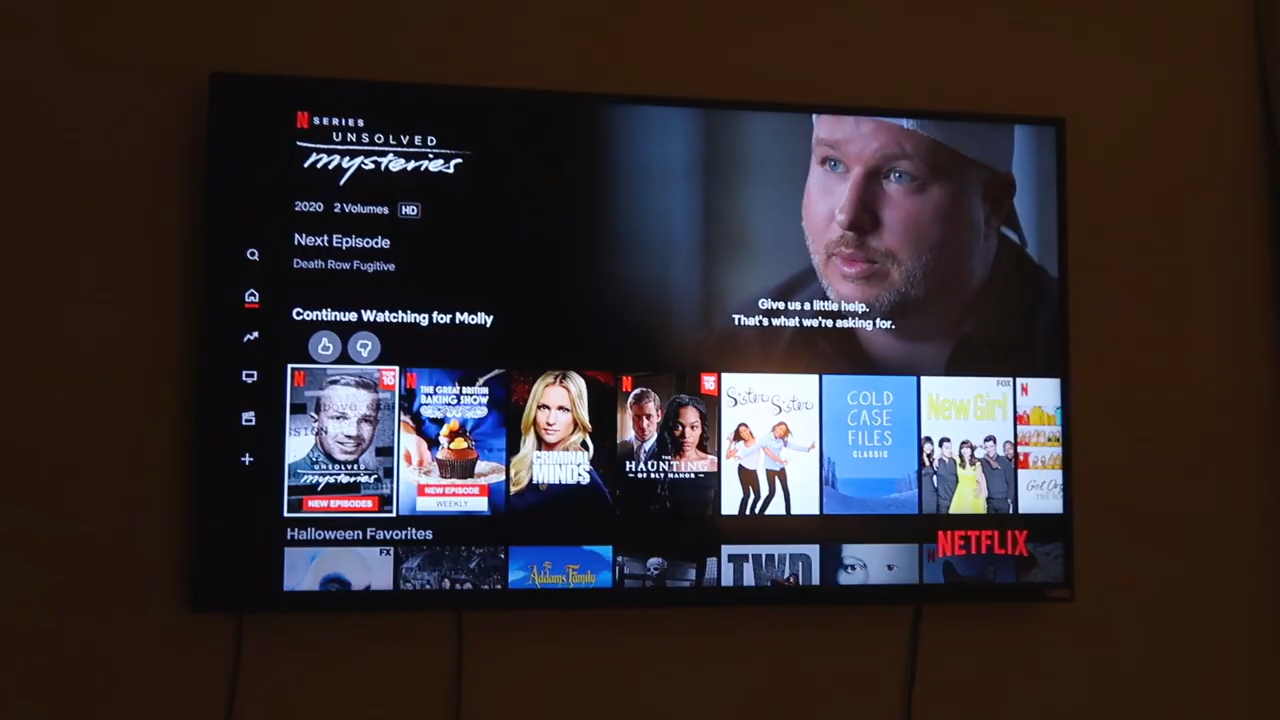 N SERIES
UNSOLVED
mysteries
2020 2 Volumes HD
Next Episode
Death Row Fugitive
Give us a little help.
That's what we're asking for.
Continue Watching for Molly
N
TOP
10
UNSOLVED
mysteries
NEW EPISODES
N
THE GREAT BRITISH
BAKING SHOW
NEW EPISODE
WEEKLY
CRIMINAL
MINDS
N
TOP
10
THE
HAUNTING
OF BLY MANOR
Sister Sister
COLD
CASE
FILES
CLASSIC
FOX
New Girl
N
Halloween Favorites
NETFLIX
FX
The
Addams Family
TWD
N
VIZIO